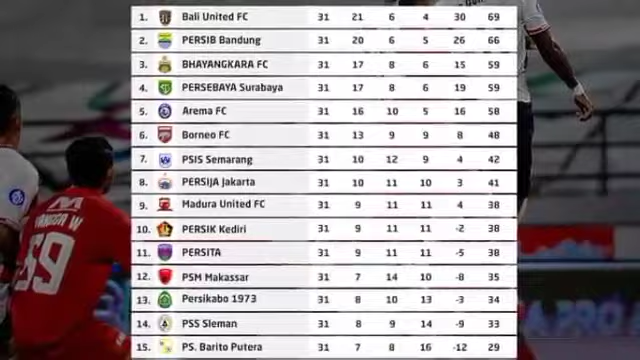 1. Bali United FC 31 21 6 4 30 69
2. PERSIB Bandung 31 20 6 5 26 66
3. BHAYANGKARA FC 31 17 8 6 15 59
4. PERSEBAYA Surabaya 31 17 8 6 19 59
5. Arema FC 31 16 10 5 16 58
6. Borneo FC 31 13 9 9 8 48
7. PSIS Semarang 31 10 12 9 4 42
8. PERSIJA Jakarta 31 10 11 10 3 41
9. Madura United FC 31 9 11 11 4 38
10. PERSIK Kediri 31 9 11 11 -2 38
11. PERSITA 31 9 11 11 -5 38
12. PSM Makassar 31 7 14 10 -8 35
13. Persikabo 1973 31 8 10 13 -3 34
14. PSS Sleman 31 8 9 14 -9 33
15. PS. Barito Putera 31 7 8 16 -12 29
59